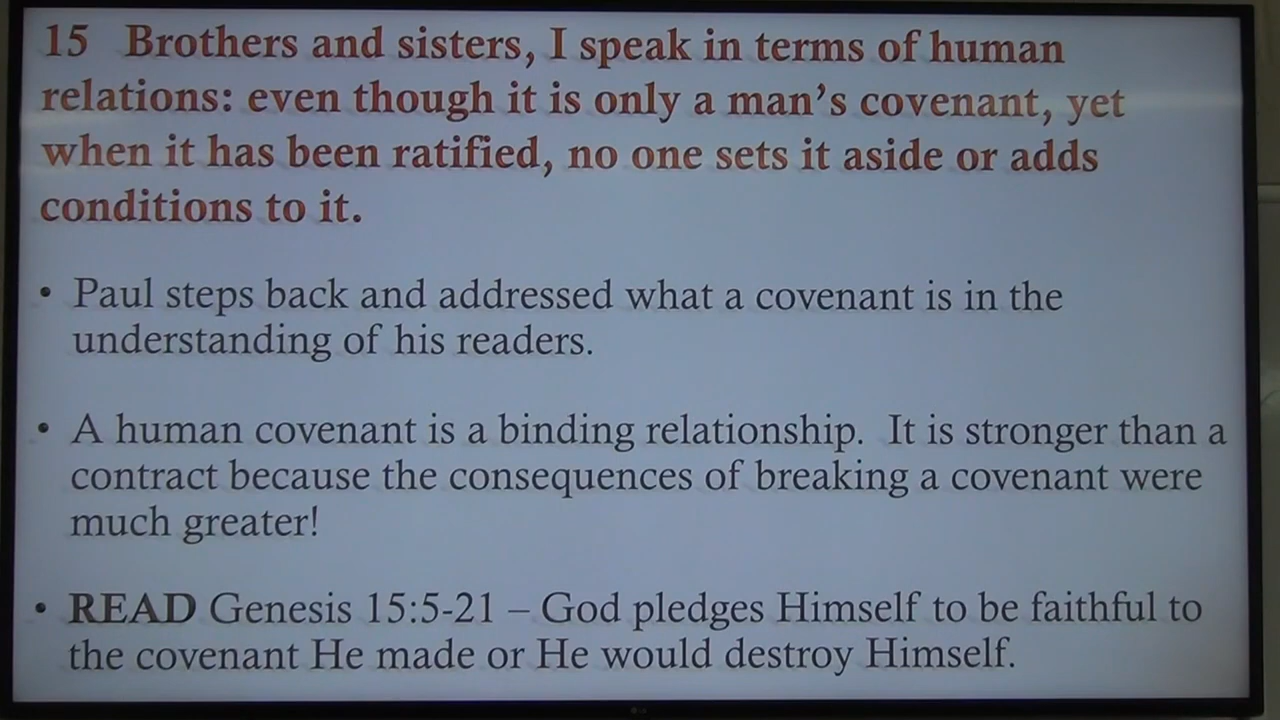 15 Brothers and sisters, I speak in terms of human
relations: even though it is only a man's covenant, yet
when it has been ratified, no one sets it aside or adds
conditions to it.
• Paul steps back and addressed what a covenant is in the
understanding of his readers.
• A human covenant is a binding relationship. It is stronger than a
contract because the consequences of breaking a covenant were
much greater!
• READ Genesis 15:5-21 – God pledges Himself to be faithful to
the covenant He made or He would destroy Himself.